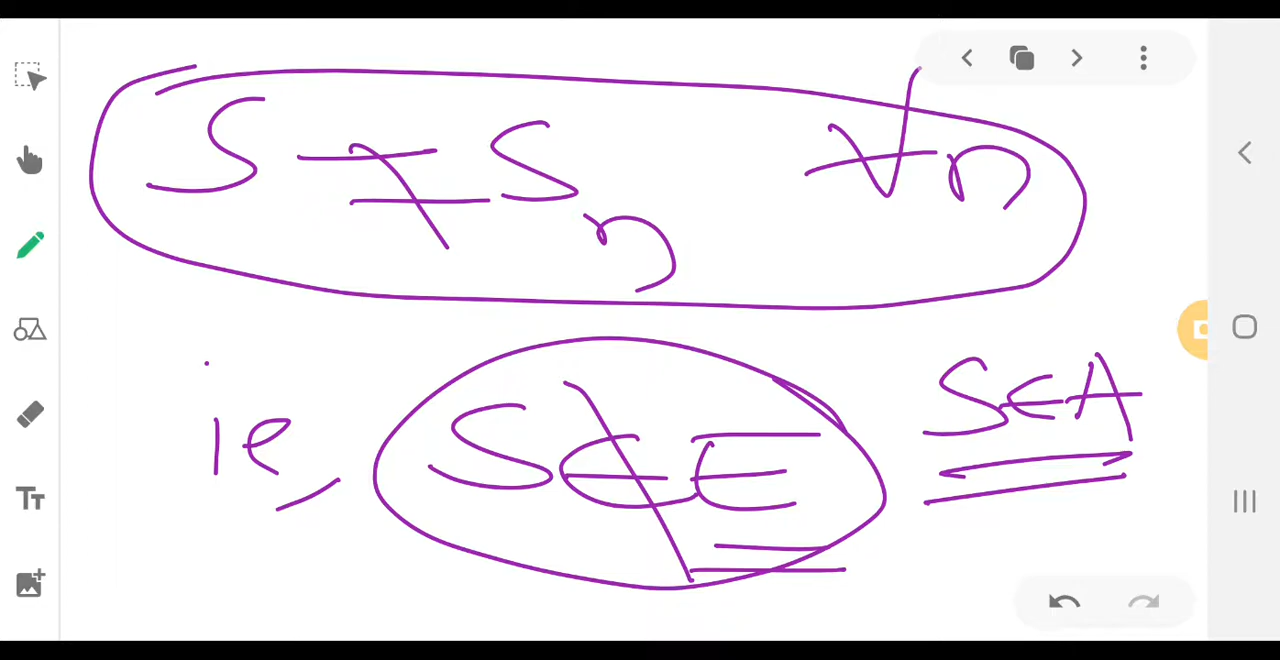 S ≠ Sₙ ∀n
ie, S ∉ E S ∈ A